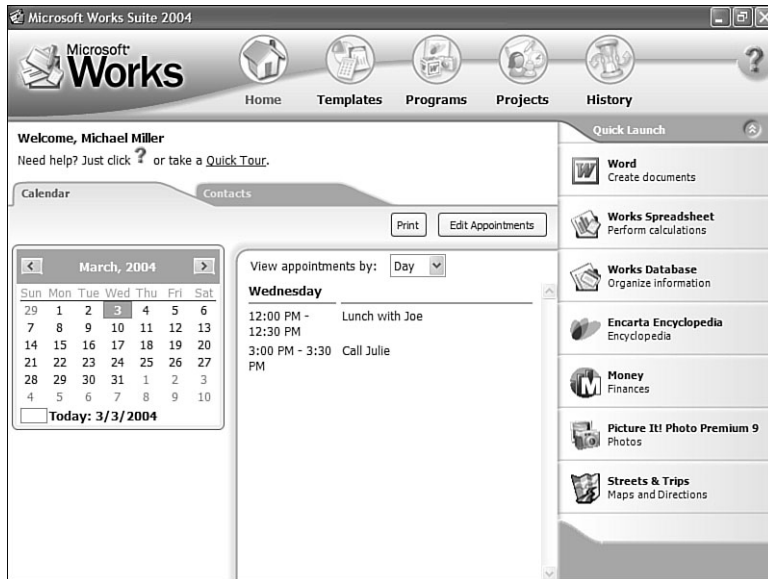 Microsoft Works Suite 2004
Microsoft®
Works
Home Templates Programs Projects History
?
Welcome, Michael Miller
Need help? Just click ? or take a Quick Tour.
Calendar Contacts
Print Edit Appointments
March, 2004
Sun Mon Tue Wed Thu Fri Sat
29 1 2 3 4 5 6
7 8 9 10 11 12 13
14 15 16 17 18 19 20
21 22 23 24 25 26 27
28 29 30 31 1 2 3
4 5 6 7 8 9 10
Today: 3/3/2004
View appointments by: Day
Wednesday
12:00 PM - Lunch with Joe
12:30 PM
3:00 PM - 3:30 Call Julie
PM
Quick Launch
Word
Create documents
Works Spreadsheet
Perform calculations
Works Database
Organize information
Encarta Encyclopedia
Encyclopedia
Money
Finances
Picture It! Photo Premium 9
Photos
Streets & Trips
Maps and Directions